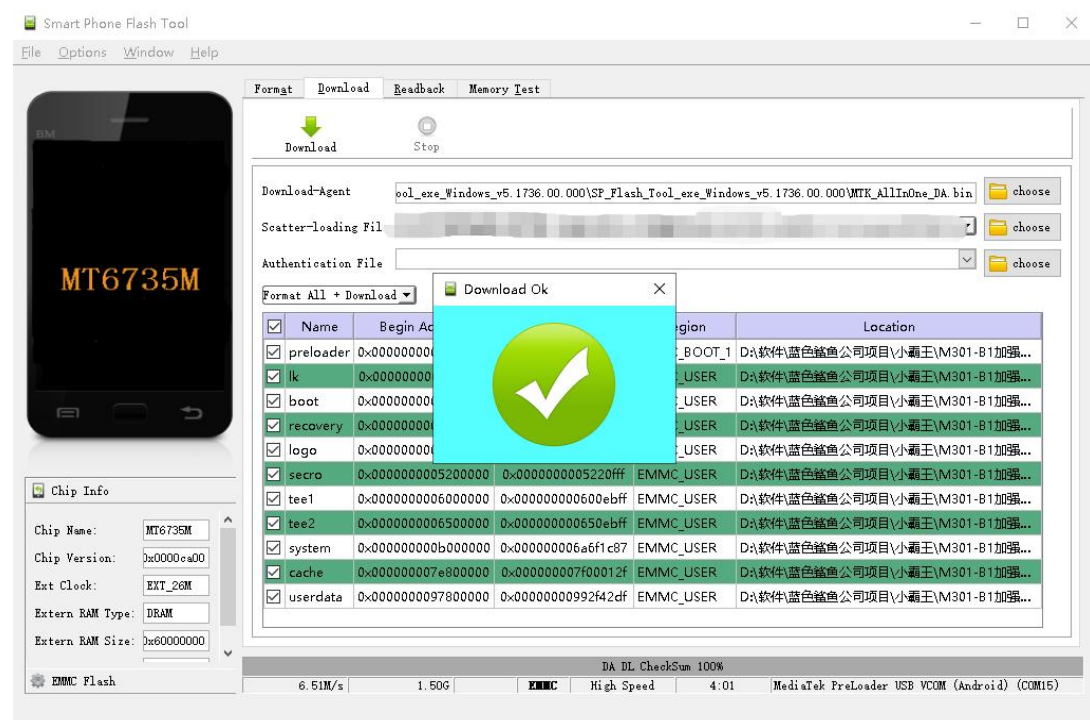 Smart Phone Flash Tool
File Options Window Help
Format Download Readback Memory Test
BM
Download Stop
Download-Agent ool_exe_Windows_v5.1736.00.000\SP_Flash_Tool_exe_Windows_v5.1736.00.000\MTK_AllInOne_DA.bin choose
Scatter-loading Fil choose
Authentication File choose
MT6735M
Format All + Download
Download Ok
Name Begin Ad egion Location
preloader 0x00000000 _BOOT_1 D:\软件\蓝色鲨鱼公司项目\小霸王\M301-B1加强...
lk 0x00000000 _USER D:\软件\蓝色鲨鱼公司项目\小霸王\M301-B1加强...
boot 0x00000000 _USER D:\软件\蓝色鲨鱼公司项目\小霸王\M301-B1加强...
recovery 0x00000000 _USER D:\软件\蓝色鲨鱼公司项目\小霸王\M301-B1加强...
logo 0x00000000 _USER D:\软件\蓝色鲨鱼公司项目\小霸王\M301-B1加强...
secro 0x0000000005200000 0x0000000005220fff EMMC_USER D:\软件\蓝色鲨鱼公司项目\小霸王\M301-B1加强...
tee1 0x0000000006000000 0x000000000600ebff EMMC_USER D:\软件\蓝色鲨鱼公司项目\小霸王\M301-B1加强...
tee2 0x0000000006500000 0x000000000650ebff EMMC_USER D:\软件\蓝色鲨鱼公司项目\小霸王\M301-B1加强...
system 0x000000000b000000 0x000000006a6f1c87 EMMC_USER D:\软件\蓝色鲨鱼公司项目\小霸王\M301-B1加强...
cache 0x000000007e800000 0x000000007f00012f EMMC_USER D:\软件\蓝色鲨鱼公司项目\小霸王\M301-B1加强...
userdata 0x0000000097800000 0x00000000992f42df EMMC_USER D:\软件\蓝色鲨鱼公司项目\小霸王\M301-B1加强...
Chip Info
Chip Name: MT6735M
Chip Version: 0x0000ca00
Ext Clock: EXT_26M
Extern RAM Type: DRAM
Extern RAM Size: 0x60000000
EMMC Flash
DA DL CheckSum 100%
6.51M/s 1.50G EMMC High Speed 4:01 MediaTek PreLoader USB VCOM (Android) (COM15)